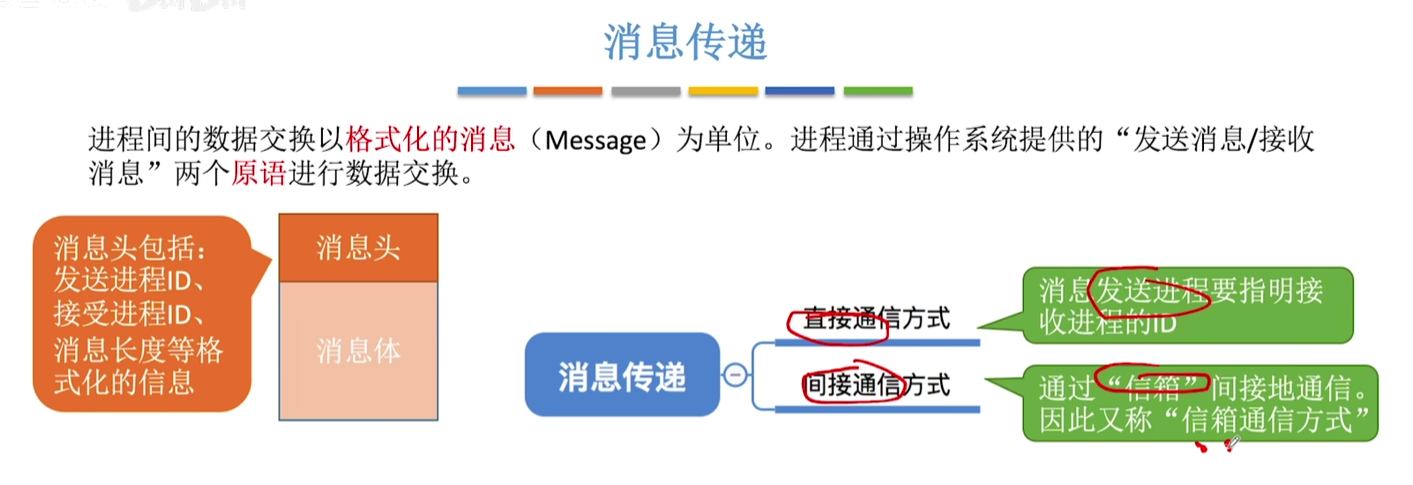 消息传递
进程间的数据交换以格式化的消息（Message）为单位。进程通过操作系统提供的“发送消息/接收
消息”两个原语进行数据交换。
消息头包括：
发送进程ID、
接受进程ID、
消息长度等格
式化的信息
消息头
消息体
消息传递
直接通信方式
消息发送进程要指明接
收进程的ID
间接通信方式
通过“信箱”间接地通信。
因此又称“信箱通信方式”